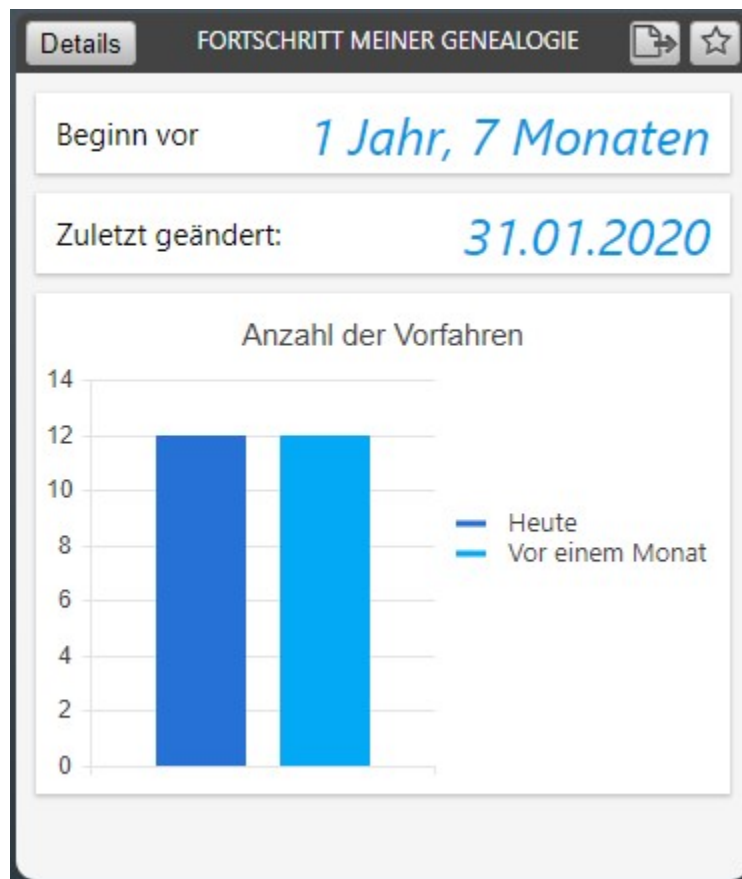 Details FORTSCHRITT MEINER GENEALOGIE
Beginn vor 1 Jahr, 7 Monaten
Zuletzt geändert: 31.01.2020
Anzahl der Vorfahren
14
12
10
8
6
4
2
0
Heute
Vor einem Monat